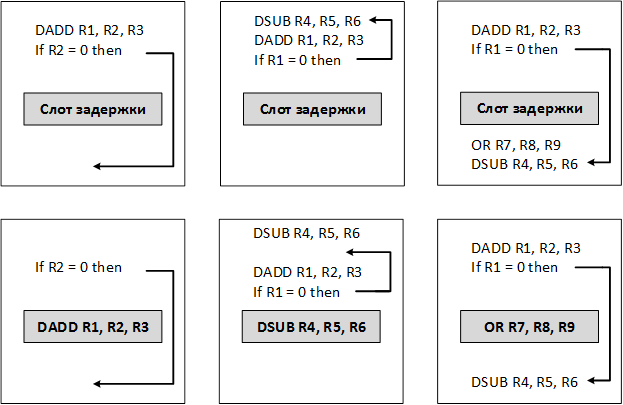 DADD R1, R2, R3
If R2 = 0 then
Слот задержки
DSUB R4, R5, R6
DADD R1, R2, R3
If R1 = 0 then
Слот задержки
DADD R1, R2, R3
If R1 = 0 then
Слот задержки
OR R7, R8, R9
DSUB R4, R5, R6
If R2 = 0 then
DADD R1, R2, R3
DSUB R4, R5, R6
DADD R1, R2, R3
If R1 = 0 then
DSUB R4, R5, R6
DADD R1, R2, R3
If R1 = 0 then
OR R7, R8, R9
DSUB R4, R5, R6